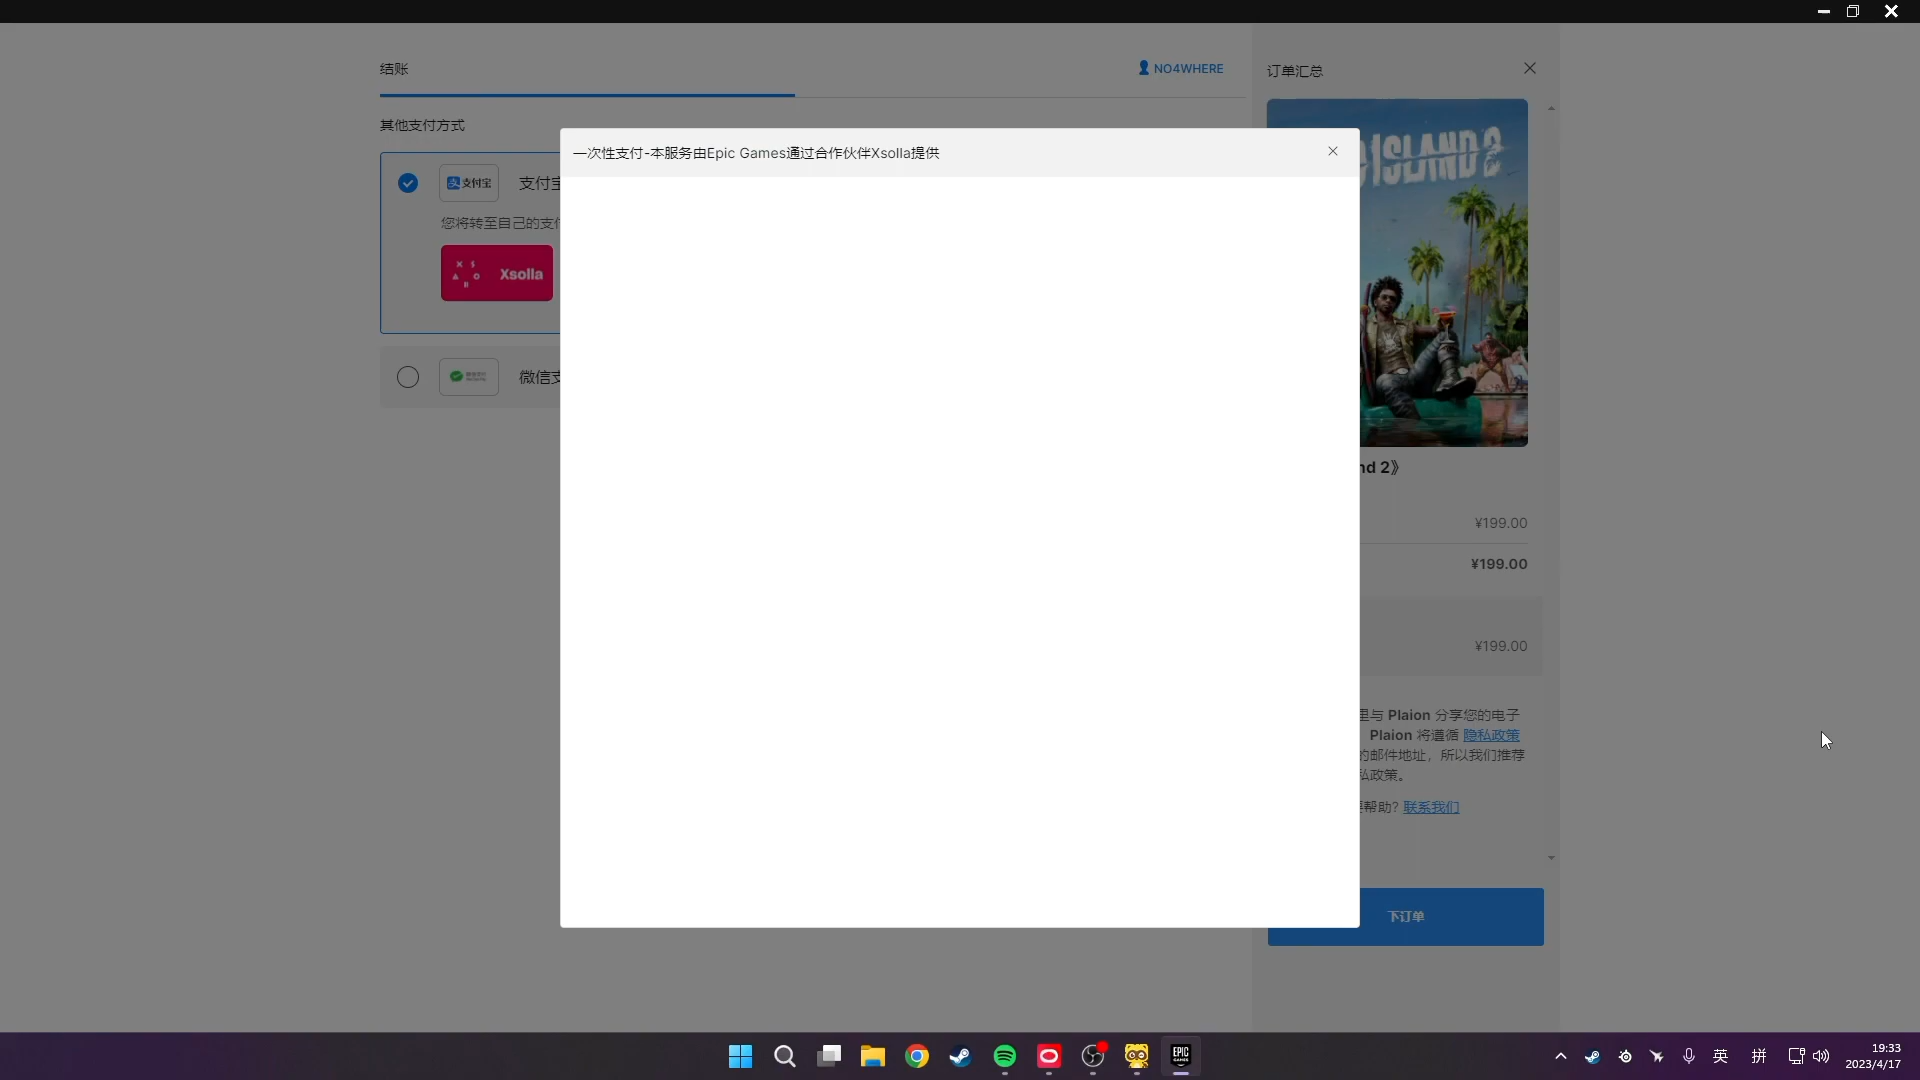 结账
NO4WHERE
订单汇总
其他支付方式
一次性支付-本服务由Epic Games通过合作伙伴Xsolla提供
支付宝
支付宝
您将转至自己的支付
Xsolla
微信支
ISLAND 2
nd 2》
¥199.00
¥199.00
¥199.00
里与 Plaion 分享您的电子
Plaion 将遵循 隐私政策
的邮件地址，所以我们推荐
私政策。
帮助? 联系我们
下订单
EPIC
GAMES
英
拼
19:33
2023/4/17